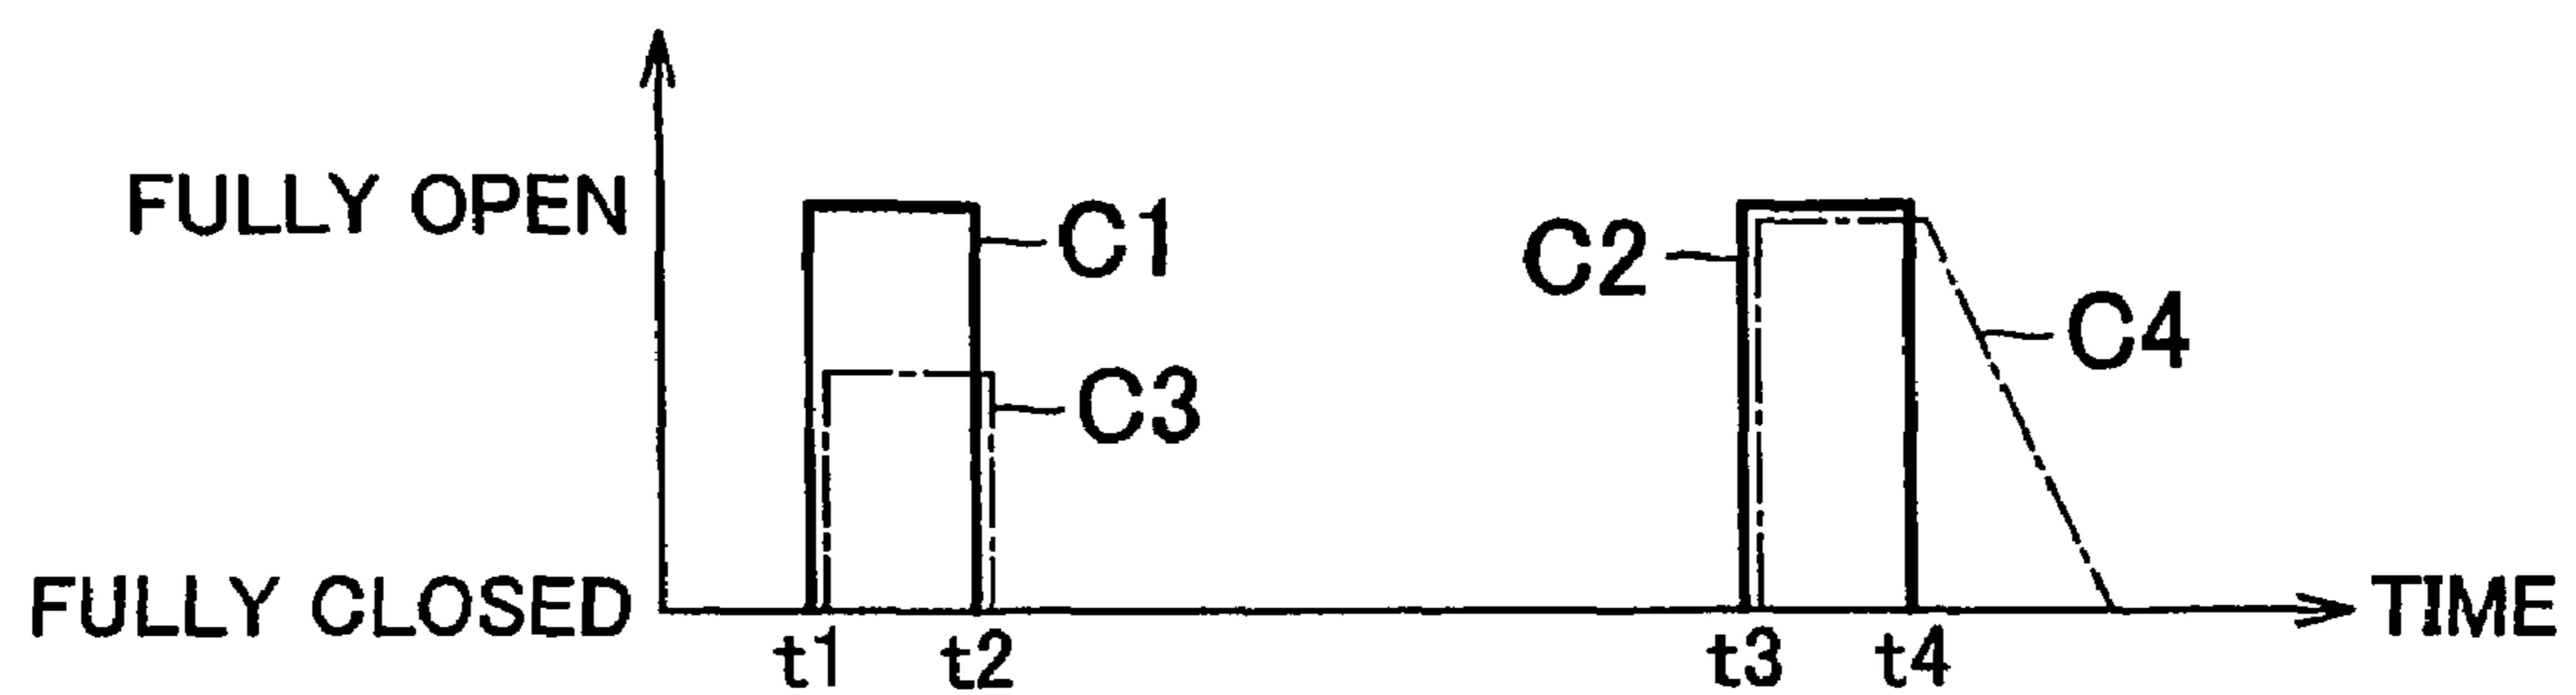 FULLY OPEN
C1
C2
C3
C4
FULLY CLOSED
TIME
t1
t2
t3
t4